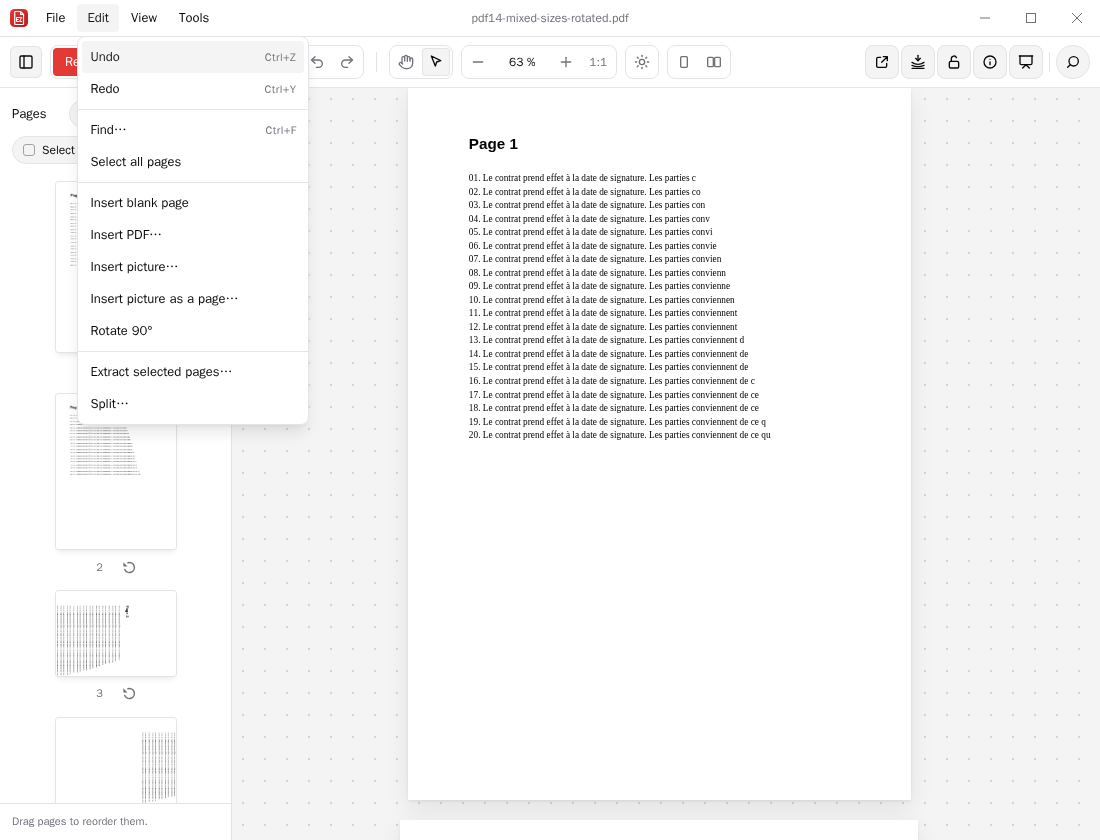 File Edit View Tools
pdf14-mixed-sizes-rotated.pdf
63 %
1:1
Undo Ctrl+Z
Redo Ctrl+Y
Find···  Ctrl+F
Select all pages
Insert blank page
Insert PDF···
Insert picture···
Insert picture as a page···
Rotate 90°
Extract selected pages···
Split···
Pages
Select
2
3
Drag pages to reorder them.
Page 1
01. Le contrat prend effet à la date de signature. Les parties c
02. Le contrat prend effet à la date de signature. Les parties co
03. Le contrat prend effet à la date de signature. Les parties con
04. Le contrat prend effet à la date de signature. Les parties conv
05. Le contrat prend effet à la date de signature. Les parties convi
06. Le contrat prend effet à la date de signature. Les parties convie
07. Le contrat prend effet à la date de signature. Les parties convien
08. Le contrat prend effet à la date de signature. Les parties convienn
09. Le contrat prend effet à la date de signature. Les parties convienne
10. Le contrat prend effet à la date de signature. Les parties conviennen
11. Le contrat prend effet à la date de signature. Les parties conviennent
12. Le contrat prend effet à la date de signature. Les parties conviennent
13. Le contrat prend effet à la date de signature. Les parties conviennent d
14. Le contrat prend effet à la date de signature. Les parties conviennent de
15. Le contrat prend effet à la date de signature. Les parties conviennent de
16. Le contrat prend effet à la date de signature. Les parties conviennent de c
17. Le contrat prend effet à la date de signature. Les parties conviennent de ce
18. Le contrat prend effet à la date de signature. Les parties conviennent de ce
19. Le contrat prend effet à la date de signature. Les parties conviennent de ce q
20. Le contrat prend effet à la date de signature. Les parties conviennent de ce qu